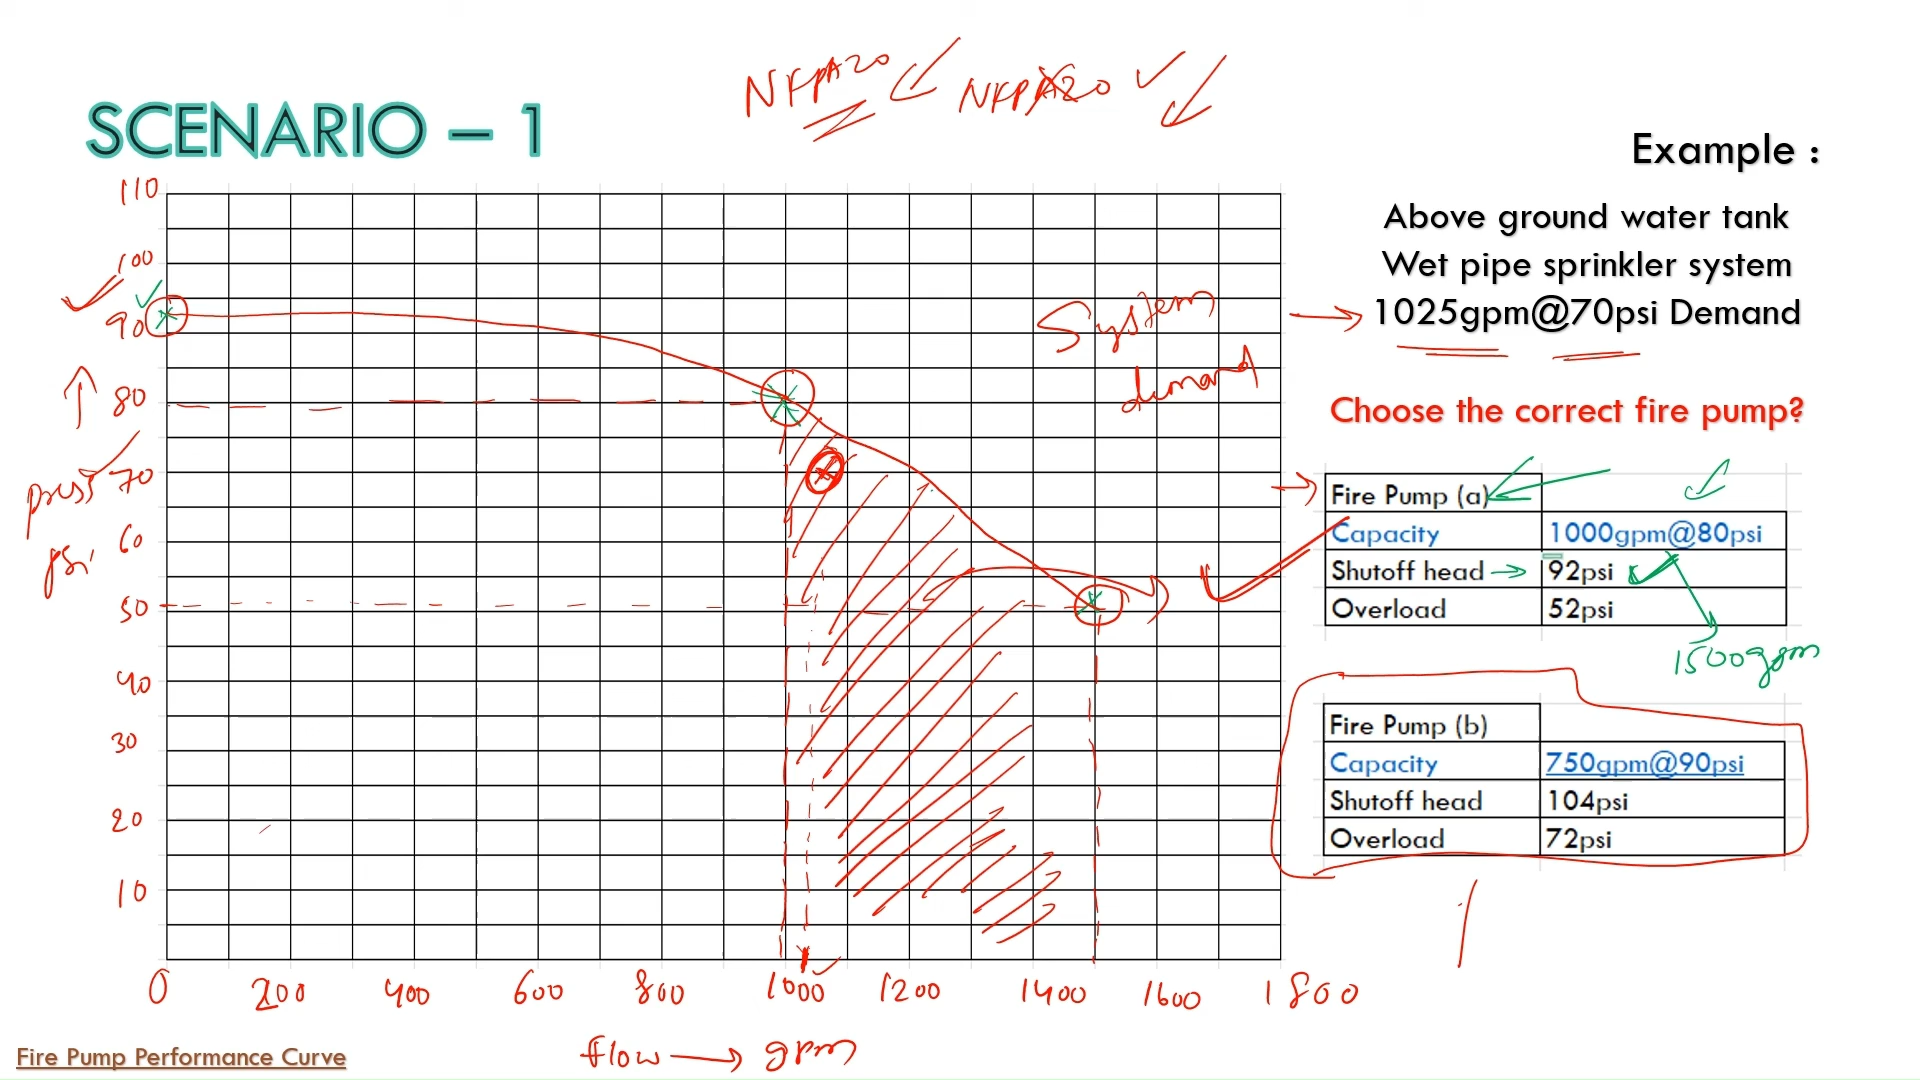 NFPA20 NFPA20
SCENARIO – 1
Example :
Above ground water tank
Wet pipe sprinkler system
1025gpm@70psi Demand
Choose the correct fire pump?
Fire Pump (a)
Capacity 1000gpm@80psi
Shutoff head 92psi
Overload 52psi
1500gpm
Fire Pump (b)
Capacity 750gpm@90psi
Shutoff head 104psi
Overload 72psi
System
demand
110
100
90
80
70
60
50
40
30
20
10
press
psi
0 200 400 600 800 1000 1200 1400 1600 1800
flow gpm
Fire Pump Performance Curve